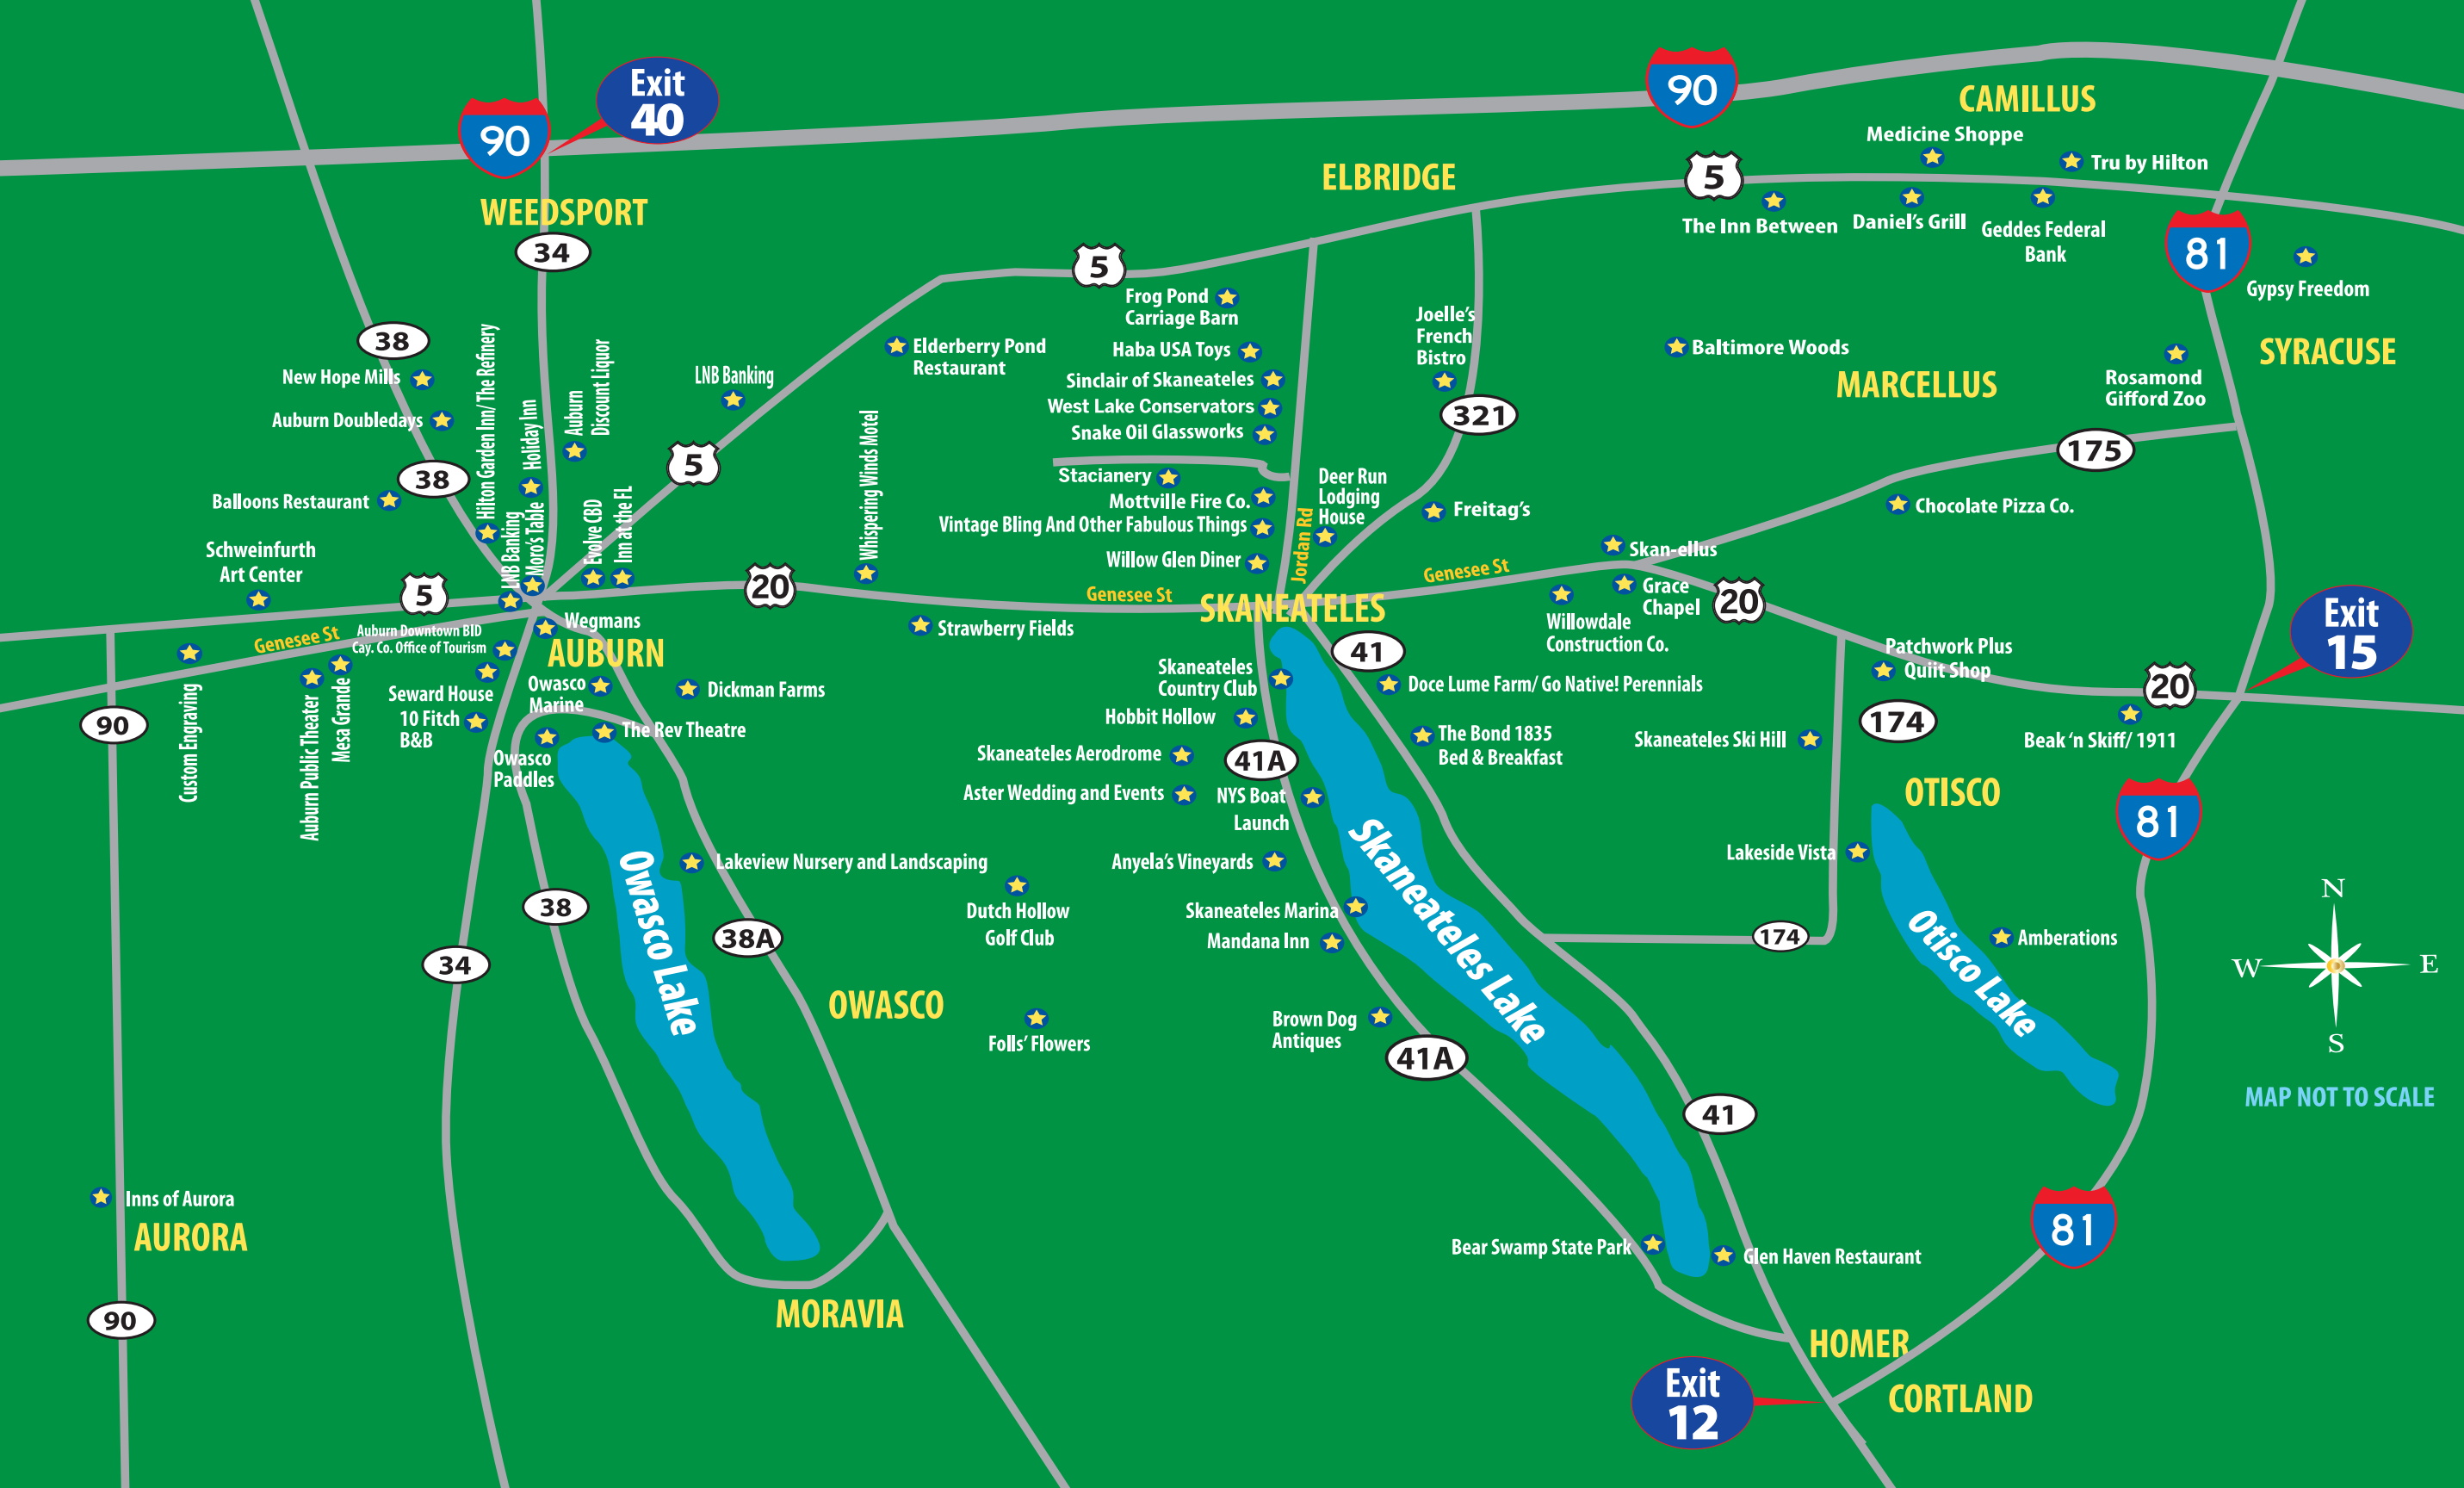 Exit
40
90
90
CAMILLUS
Medicine Shoppe
Tru by Hilton
ELBRIDGE
5
The Inn Between
Daniel's Grill
Geddes Federal
Bank
WEEDSPORT
34
81
Gypsy Freedom
5
Frog Pond
Carriage Barn
Joelle's
French
Bistro
38
New Hope Mills
Auburn Doubledays
Hilton Garden Inn/ The Refinery
Holiday Inn
Auburn
Discount Liquor
LNB Banking
Elderberry Pond
Restaurant
Haba USA Toys
Sinclair of Skaneateles
West Lake Conservators
Snake Oil Glassworks
321
Baltimore Woods
MARCELLUS
SYRACUSE
Rosamond
Gifford Zoo
175
38
5
Balloons Restaurant
Whispering Winds Motel
Stacianery
Mottville Fire Co.
Vintage Bling And Other Fabulous Things
Willow Glen Diner
Jordan Rd
Deer Run
Lodging
House
Freitag's
Chocolate Pizza Co.
Schweinfurth
Art Center
5
LNB Banking
Moro's Table
Evolve CBD
Inn at the FL
20
Genesee St
SKANEATELES
Genesee St
Skan-ellus
Grace
Chapel
20
Willowdale
Construction Co.
Exit
15
Genesee St
Auburn Downtown BID
Cay. Co. Office of Tourism
Wegmans
AUBURN
Strawberry Fields
41
Patchwork Plus
Quiit Shop
20
90
Custom Engraving
Auburn Public Theater
Mesa Grande
Seward House
10 Fitch
B&B
Owasco
Marine
Dickman Farms
The Rev Theatre
Owasco
Paddles
Skaneateles
Country Club
Hobbit Hollow
Skaneateles Aerodrome
41A
Aster Wedding and Events
NYS Boat
Launch
Doce Lume Farm/ Go Native! Perennials
The Bond 1835
Bed & Breakfast
Skaneateles Ski Hill
174
Beak 'n Skiff/ 1911
OTISCO
81
Lakeside Vista
Lakeview Nursery and Landscaping
Anyela's Vineyards
Dutch Hollow
Golf Club
Skaneateles Marina
Mandana Inn
38
38A
34
Owasco Lake
Skaneateles Lake
174
Otisco Lake
Amberations
N
W
E
S
OWASCO
Folls' Flowers
Brown Dog
Antiques
41A
41
MAP NOT TO SCALE
Inns of Aurora
AURORA
90
MORAVIA
Bear Swamp State Park
Glen Haven Restaurant
81
HOMER
Exit
12
CORTLAND